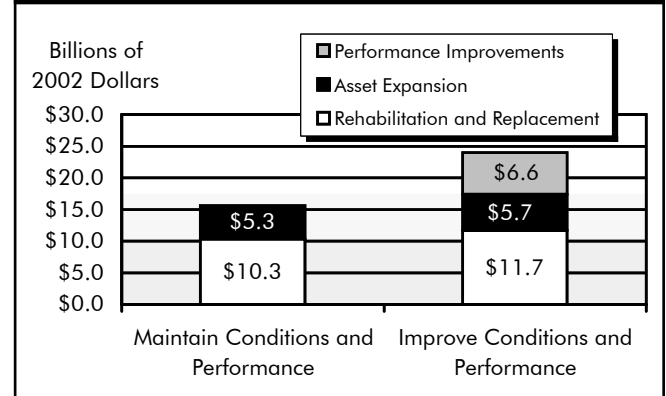 Billions of
2002 Dollars
Performance Improvements
Asset Expansion
Rehabilitation and Replacement
$30.0
$25.0
$20.0
$15.0
$10.0
$5.0
$0.0
$5.3
$10.3
$6.6
$5.7
$11.7
Maintain Conditions and
Performance
Improve Conditions and
Performance